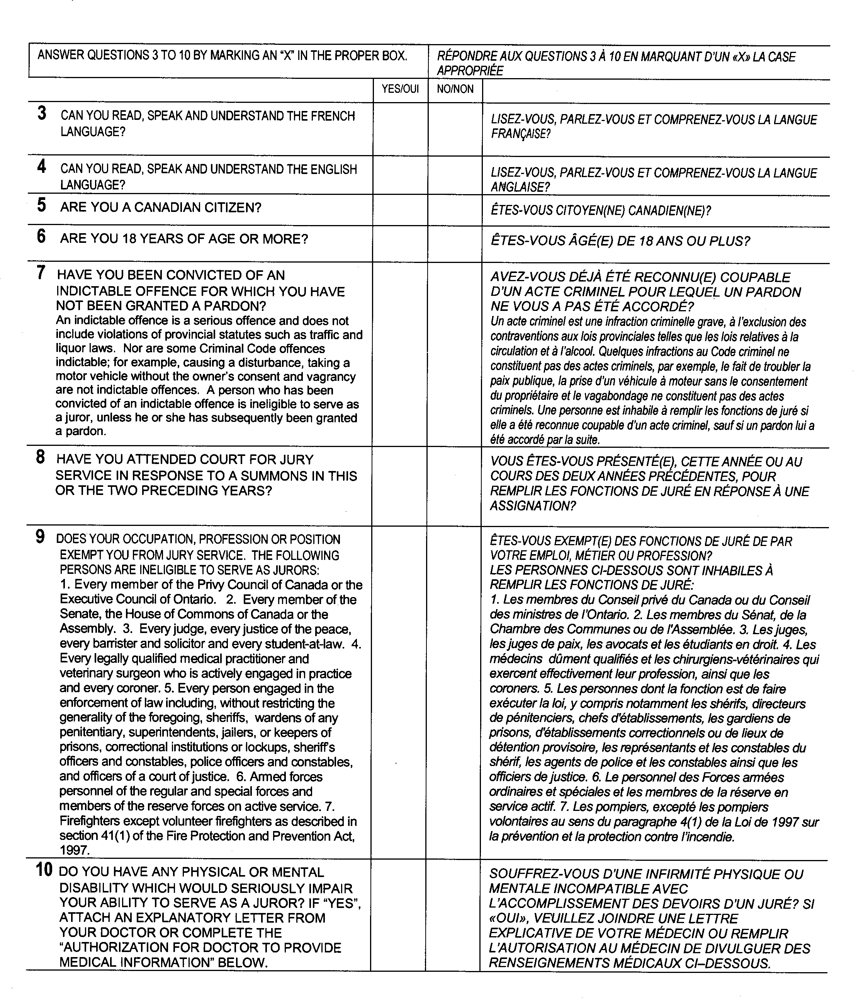 ANSWER QUESTIONS 3 TO 10 BY MARKING AN “X” IN THE PROPER BOX.
RÉPONDRE AUX QUESTIONS 3 À 10 EN MARQUANT D'UN «X» LA CASE
APPROPRIÉE
YES/OUI
NO/NON
3 CAN YOU READ, SPEAK AND UNDERSTAND THE FRENCH
LANGUAGE?
LISEZ-VOUS, PARLEZ-VOUS ET COMPRENEZ-VOUS LA LANGUE
FRANÇAISE?
4 CAN YOU READ, SPEAK AND UNDERSTAND THE ENGLISH
LANGUAGE?
LISEZ-VOUS, PARLEZ-VOUS ET COMPRENEZ-VOUS LA LANGUE
ANGLAISE?
5 ARE YOU A CANADIAN CITIZEN?
ÊTES-VOUS CITOYEN(NE) CANADIEN(NE)?
6 ARE YOU 18 YEARS OF AGE OR MORE?
ÊTES-VOUS ÂGÉ(E) DE 18 ANS OU PLUS?
7 HAVE YOU BEEN CONVICTED OF AN
INDICTABLE OFFENCE FOR WHICH YOU HAVE
NOT BEEN GRANTED A PARDON?
An indictable offence is a serious offence and does not
include violations of provincial statutes such as traffic and
liquor laws. Nor are some Criminal Code offences
indictable; for example, causing a disturbance, taking a
motor vehicle without the owner's consent and vagrancy
are not indictable offences. A person who has been
convicted of an indictable offence is ineligible to serve as
a juror, unless he or she has subsequently been granted
a pardon.
AVEZ-VOUS DÉJÀ ÉTÉ RECONNU(E) COUPABLE
D'UN ACTE CRIMINEL POUR LEQUEL UN PARDON
NE VOUS A PAS ÉTÉ ACCORDÉ?
Un acte criminel est une infraction criminelle grave, à l'exclusion des
contraventions aux lois provinciales telles que les lois relatives à la
circulation et à l'alcool. Quelques infractions au Code criminel ne
constituent pas des actes criminels, par exemple, le fait de troubler la
paix publique, la prise d'un véhicule à moteur sans le consentement
du propriétaire et le vagabondage ne constituent pas des actes
criminels. Une personne est inhabile à remplir les fonctions de juré si
elle a été reconnue coupable d'un acte criminel, sauf si un pardon lui a
été accordé par la suite.
8 HAVE YOU ATTENDED COURT FOR JURY
SERVICE IN RESPONSE TO A SUMMONS IN THIS
OR THE TWO PRECEDING YEARS?
VOUS ÊTES-VOUS PRÉSENTÉ(E), CETTE ANNÉE OU AU
COURS DES DEUX ANNÉES PRÉCÉDENTES, POUR
REMPLIR LES FONCTIONS DE JURÉ EN RÉPONSE À UNE
ASSIGNATION?
9 DOES YOUR OCCUPATION, PROFESSION OR POSITION
EXEMPT YOU FROM JURY SERVICE. THE FOLLOWING
PERSONS ARE INELIGIBLE TO SERVE AS JURORS:
1. Every member of the Privy Council of Canada or the
Executive Council of Ontario. 2. Every member of the
Senate, the House of Commons of Canada or the
Assembly. 3. Every judge, every justice of the peace,
every barrister and solicitor and every student-at-law. 4.
Every legally qualified medical practitioner and
veterinary surgeon who is actively engaged in practice
and every coroner. 5. Every person engaged in the
enforcement of law including, without restricting the
generality of the foregoing, sheriffs, wardens of any
penitentiary, superintendents, jailers, or keepers of
prisons, correctional institutions or lockups, sheriff's
officers and constables, police officers and constables,
and officers of a court of justice. 6. Armed forces
personnel of the regular and special forces and
members of the reserve forces on active service. 7.
Firefighters except volunteer firefighters as described in
section 41(1) of the Fire Protection and Prevention Act,
1997.
ÊTES-VOUS EXEMPT(E) DES FONCTIONS DE JURÉ DE PAR
VOTRE EMPLOI, MÉTIER OU PROFESSION?
LES PERSONNES CI-DESSOUS SONT INHABILES À
REMPLIR LES FONCTIONS DE JURÉ:
1. Les membres du Conseil privé du Canada ou du Conseil
des ministres de l'Ontario. 2. Les membres du Sénat, de la
Chambre des Communes ou de l'Assemblée. 3. Les juges,
les juges de paix, les avocats et les étudiants en droit. 4. Les
médecins dûment qualifiés et les chirurgiens-vétérinaires qui
exercent effectivement leur profession, ainsi que les
coroners. 5. Les personnes dont la fonction est de faire
exécuter la loi, y compris notamment les shérifs, directeurs
de pénitenciers, chefs d'établissements, les gardiens de
prisons, d'établissements correctionnels ou de lieux de
détention provisoire, les représentants et les constables du
shérif, les agents de police et les constables ainsi que les
officiers de justice. 6. Le personnel des Forces armées
ordinaires et spéciales et les membres de la réserve en
service actif. 7. Les pompiers, excepté les pompiers
volontaires au sens du paragraphe 4(1) de la Loi de 1997 sur
la prévention et la protection contre l'incendie.
10 DO YOU HAVE ANY PHYSICAL OR MENTAL
DISABILITY WHICH WOULD SERIOUSLY IMPAIR
YOUR ABILITY TO SERVE AS A JUROR? IF “YES”,
ATTACH AN EXPLANATORY LETTER FROM
YOUR DOCTOR OR COMPLETE THE
“AUTHORIZATION FOR DOCTOR TO PROVIDE
MEDICAL INFORMATION” BELOW.
SOUFFREZ-VOUS D'UNE INFIRMITÉ PHYSIQUE OU
MENTALE INCOMPATIBLE AVEC
L'ACCOMPLISSEMENT DES DEVOIRS D'UN JURÉ? SI
«OUI», VEUILLEZ JOINDRE UNE LETTRE
EXPLICATIVE DE VOTRE MÉDECIN OU REMPLIR
L'AUTORISATION AU MÉDECIN DE DIVULGUER DES
RENSEIGNEMENTS MÉDICAUX CI–DESSOUS.